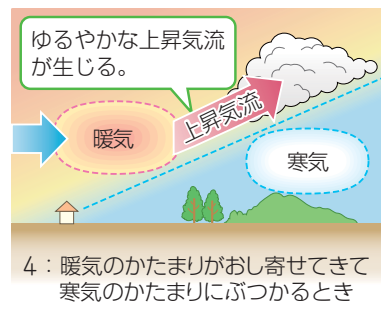 ゆるやかな上昇気流
が生じる。
上昇気流
暖気
寒気
4：暖気のかたまりがおし寄せてきて
寒気のかたまりにぶつかるとき